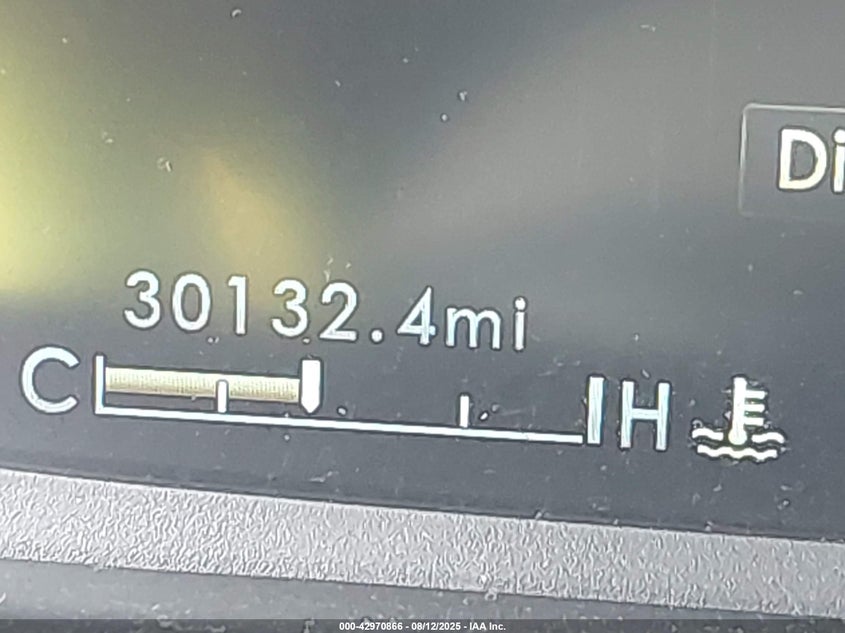 Di
30132.4mi
C H
000-42970866 - 08/12/2025 - IAA Inc.